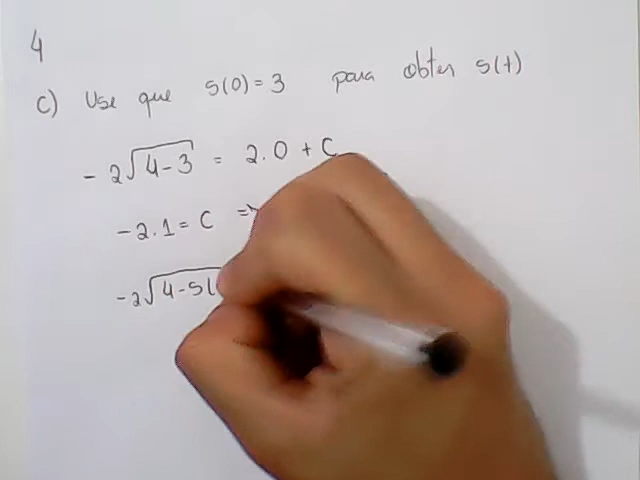 4
c) Use que s(0) = 3 para obter s(t)
-2√4-3 = 2.0 + C
-2.1 = C =>
-2√4-s(